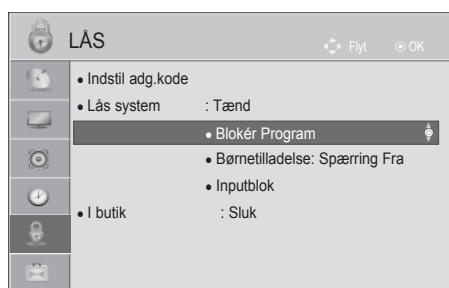 LÅS
Flyt
OK
• Indstil adg.kode
• Lås system : Tænd
• Blokér Program
• Børnetilladelse: Spærring Fra
• Inputblok
• I butik : Sluk